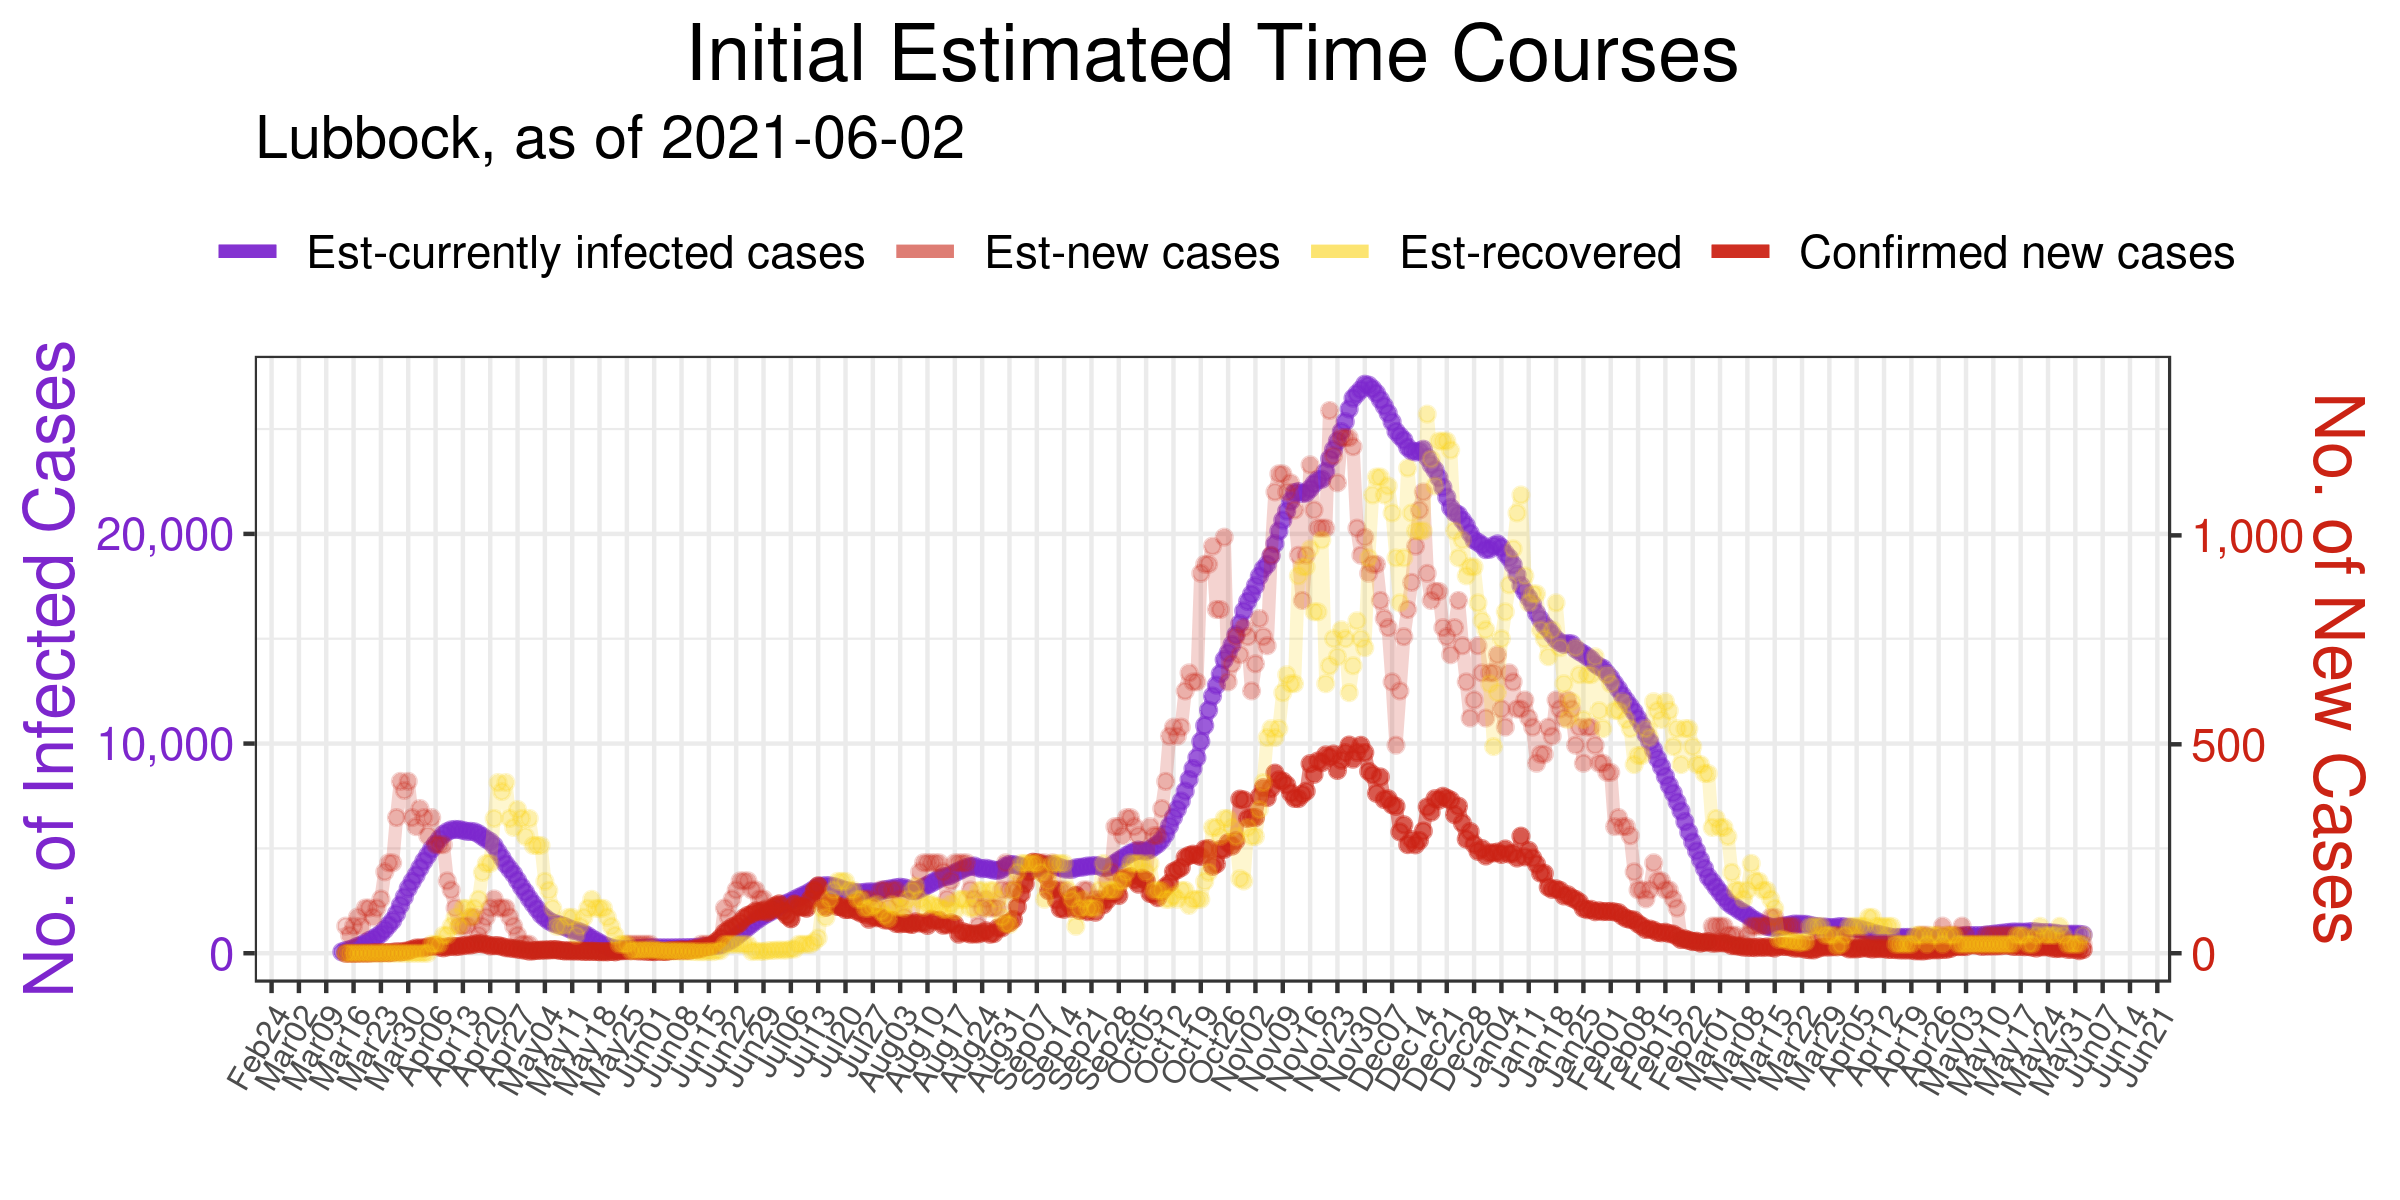 Initial Estimated Time Courses
Lubbock, as of 2021-06-02
Est-currently infected cases Est-new cases Est-recovered Confirmed new cases
No. of Infected Cases
20,000
10,000
0
1,000
500
0
No. of New Cases
Feb24 Mar02 Mar09 Mar16 Mar23 Mar30 Apr06 Apr13 Apr20 Apr27 May04 May11 May18 May25 Jun01 Jun08 Jun15 Jun22 Jun29 Jul06 Jul13 Jul20 Jul27 Aug03 Aug10 Aug17 Aug24 Aug31 Sep07 Sep14 Sep21 Sep28 Oct05 Oct12 Oct19 Oct26 Nov02 Nov09 Nov16 Nov23 Nov30 Dec07 Dec14 Dec21 Dec28 Jan04 Jan11 Jan18 Jan25 Feb01 Feb08 Feb15 Feb22 Mar01 Mar08 Mar15 Mar22 Mar29 Apr05 Apr12 Apr19 Apr26 May03 May10 May17 May24 May31 Jun07 Jun14 Jun21